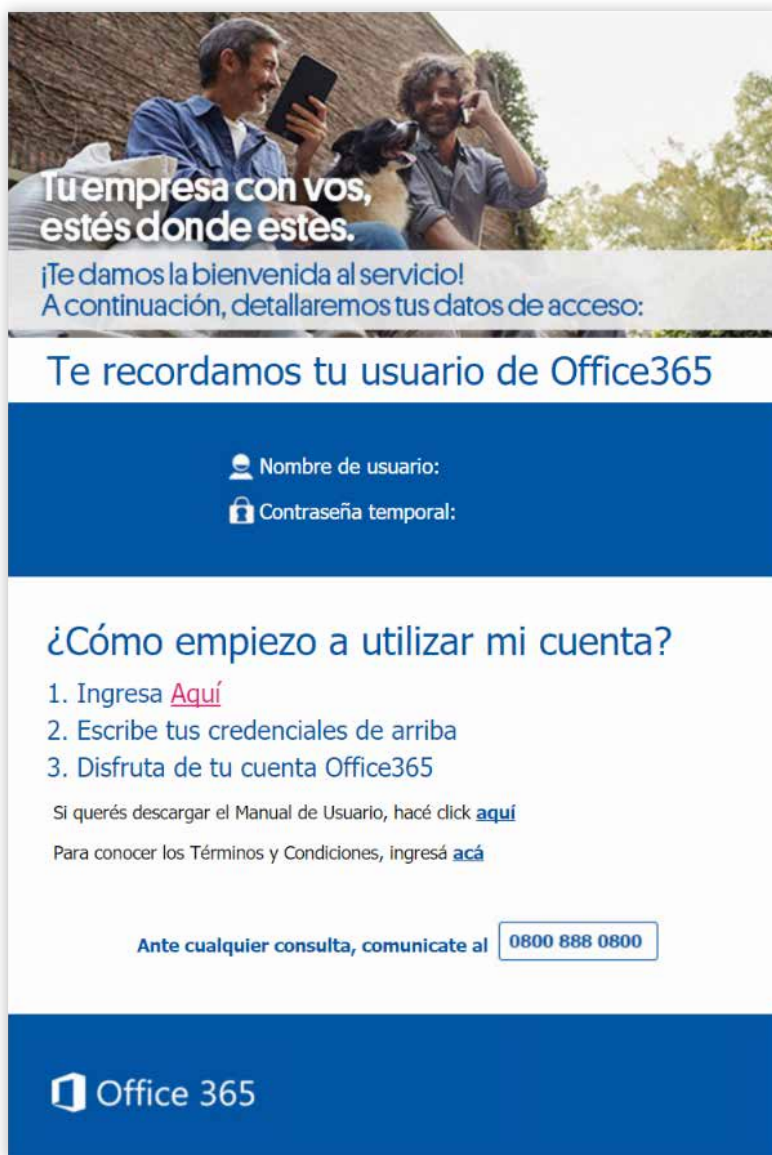 Tu empresa con vos,
estés donde estes.
¡Te damos la bienvenida al servicio!
A continuación, detallaremos tus datos de acceso:
Te recordamos tu usuario de Office365
Nombre de usuario:
Contraseña temporal:
¿Cómo empiezo a utilizar mi cuenta?
1. Ingresa Aquí
2. Escribe tus credenciales de arriba
3. Disfruta de tu cuenta Office365
Si querés descargar el Manual de Usuario, hacé click aquí
Para conocer los Términos y Condiciones, ingresá acá
Ante cualquier consulta, comunicate al 0800 888 0800
Office 365